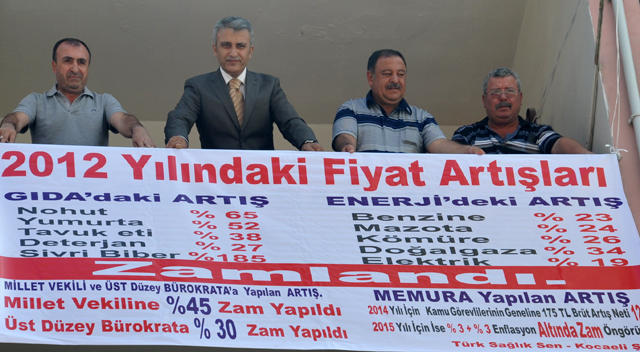 2012 Yılındaki Fiyat Artışları
GIDA'daki ARTIŞ
Nohut % 65
Yumurta % 52
Tavuk eti % 38
Deterjan % 27
Sivri Biber %185
ENERJİ'deki ARTIŞ
Benzine % 23
Mazota % 24
Kömüre % 26
Doğalgaza % 34
Elektrik % 19
Zamlandı.
MİLLET VEKİLİ ve ÜST Düzey BÜROKRATA'a Yapılan ARTIŞ.
Millet Vekiline %45 Zam Yapıldı
Üst Düzey Bürokrata % 30 Zam Yapıldı
MEMURA Yapılan ARTIŞ
2014 Yılı İçin Kamu Görevlilerinin Geneline 175 TL Brüt Artış Neti
2015 Yılı İçin İse % 3 + % 3 Enflasyon Altında Zam Öngörü
Türk Sağlık Sen - Kocaeli Ş